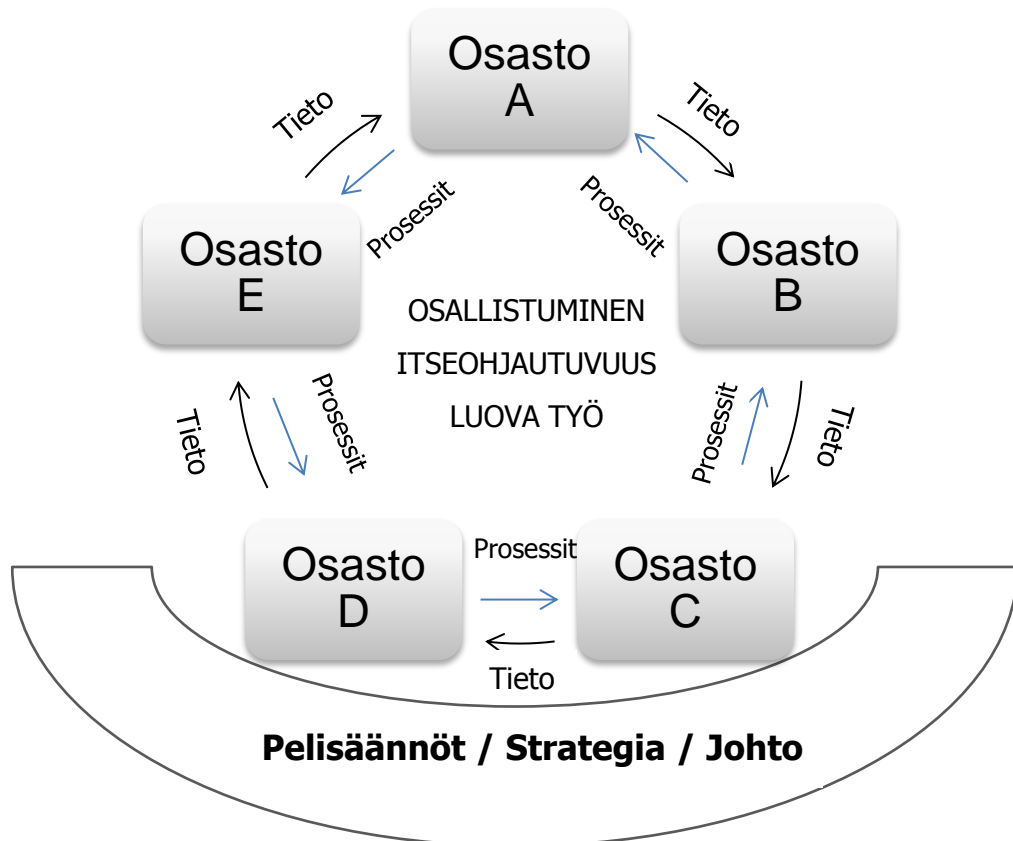 Osasto
A
Tieto
Tieto
Prosessit
Prosessit
Osasto
E
Osasto
B
OSALLISTUMINEN
ITSEOHJAUTUVUUS
LUOVA TYÖ
Tieto
Prosessit
Prosessit
Tieto
Osasto
D
Prosessit
Osasto
C
Tieto
Pelisäännöt / Strategia / Johto